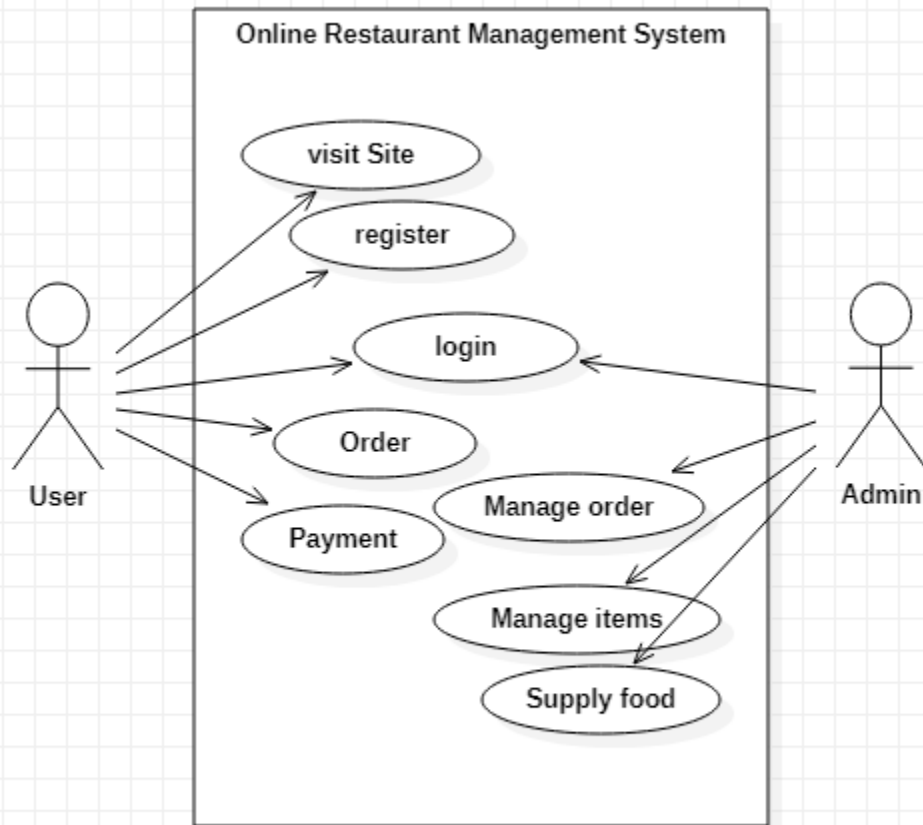 Online Restaurant Management System
visit Site
register
login
Order
Manage order
User
Admin
Payment
Manage items
Supply food